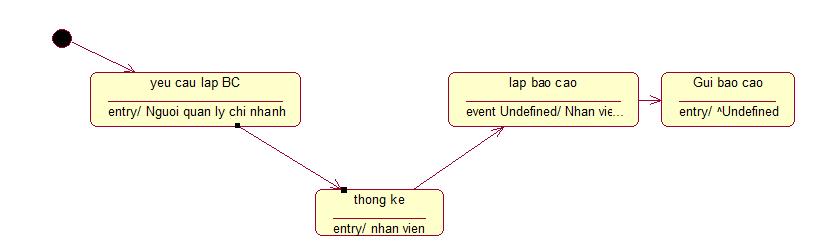 yeu cau lap BC
entry/ Nguoi quan ly chi nhanh
lap bao cao
event Undefined/ Nhan vie...
Gui bao cao
entry/ ^Undefined
thong ke
entry/ nhan vien